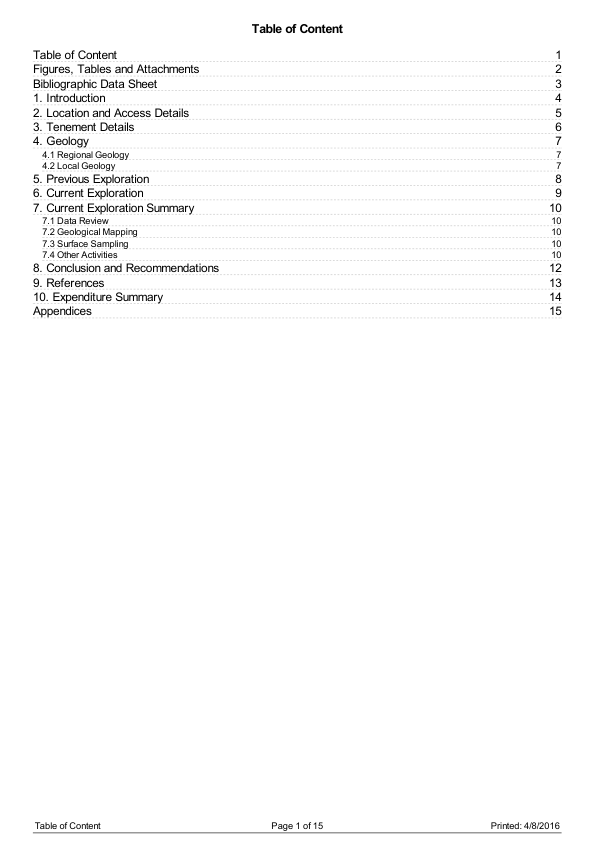 Table of Content
Table of Content 1
Figures, Tables and Attachments 2
Bibliographic Data Sheet 3
1. Introduction 4
2. Location and Access Details 5
3. Tenement Details 6
4. Geology 7
4.1 Regional Geology 7
4.2 Local Geology 7
5. Previous Exploration 8
6. Current Exploration 9
7. Current Exploration Summary 10
7.1 Data Review 10
7.2 Geological Mapping 10
7.3 Surface Sampling 10
7.4 Other Activities 10
8. Conclusion and Recommendations 12
9. References 13
10. Expenditure Summary 14
Appendices 15
Table of Content Page 1 of 15 Printed: 4/8/2016